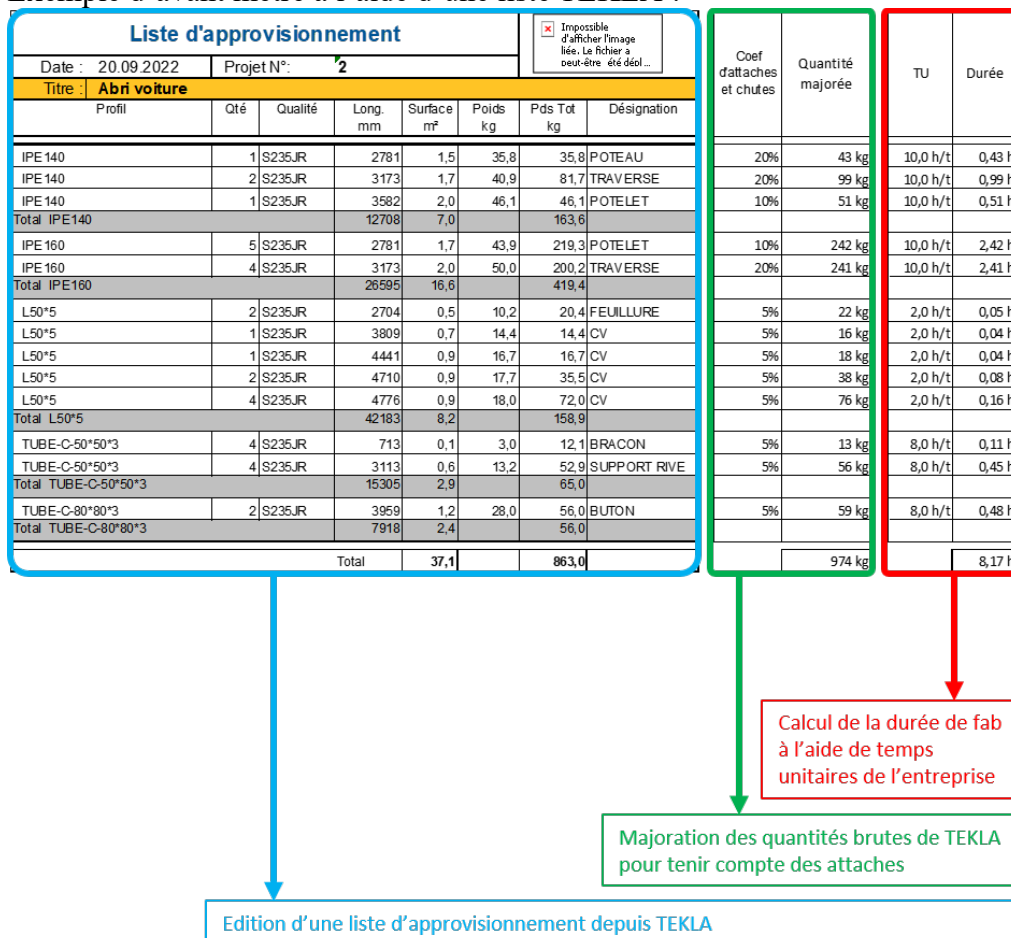 Exemple d'avant métré à l'aide d'une liste TEKLA :
Liste d'approvisionnement
Impossible
d'afficher l'image
liée. Le fichier a
peut-être été dépl...
Date : 20.09.2022 Projet N°: 2
Titre : Abri voiture
Profil Qté Qualité Long. mm Surface m² Poids kg Pds Tot kg Désignation Coef d'attaches et chutes Quantité majorée TU Durée
IPE140 1 S235JR 2781 1,5 35,8 35,8 POTEAU 20% 43 kg 10,0 h/t 0,43 h
IPE140 2 S235JR 3173 1,7 40,9 81,7 TRAVERSE 20% 99 kg 10,0 h/t 0,99 h
IPE140 1 S235JR 3582 2,0 46,1 46,1 POTELET 10% 51 kg 10,0 h/t 0,51 h
Total IPE140 12708 7,0 163,6
IPE160 5 S235JR 2781 1,7 43,9 219,3 POTELET 10% 242 kg 10,0 h/t 2,42 h
IPE160 4 S235JR 3173 2,0 50,0 200,2 TRAVERSE 20% 241 kg 10,0 h/t 2,41 h
Total IPE160 26595 16,6 419,4
L50*5 2 S235JR 2704 0,5 10,2 20,4 FEUILLURE 5% 22 kg 2,0 h/t 0,05 h
L50*5 1 S235JR 3809 0,7 14,4 14,4 CV 5% 16 kg 2,0 h/t 0,04 h
L50*5 1 S235JR 4441 0,9 16,7 16,7 CV 5% 18 kg 2,0 h/t 0,04 h
L50*5 2 S235JR 4710 0,9 17,7 35,5 CV 5% 38 kg 2,0 h/t 0,08 h
L50*5 4 S235JR 4776 0,9 18,0 72,0 CV 5% 76 kg 2,0 h/t 0,16 h
Total L50*5 42183 8,2 158,9
TUBE-C-50*50*3 4 S235JR 713 0,1 3,0 12,1 BRACON 5% 13 kg 8,0 h/t 0,11 h
TUBE-C-50*50*3 4 S235JR 3113 0,6 13,2 52,9 SUPPORT RIVE 5% 56 kg 8,0 h/t 0,45 h
Total TUBE-C-50*50*3 15305 2,9 65,0
TUBE-C-80*80*3 2 S235JR 3959 1,2 28,0 56,0 BUTON 5% 59 kg 8,0 h/t 0,48 h
Total TUBE-C-80*80*3 7918 2,4 56,0
Total 37,1 863,0 974 kg 8,17 h
Calcul de la durée de fab
à l'aide de temps
unitaires de l'entreprise
Majoration des quantités brutes de TEKLA
pour tenir compte des attaches
Edition d'une liste d'approvisionnement depuis TEKLA